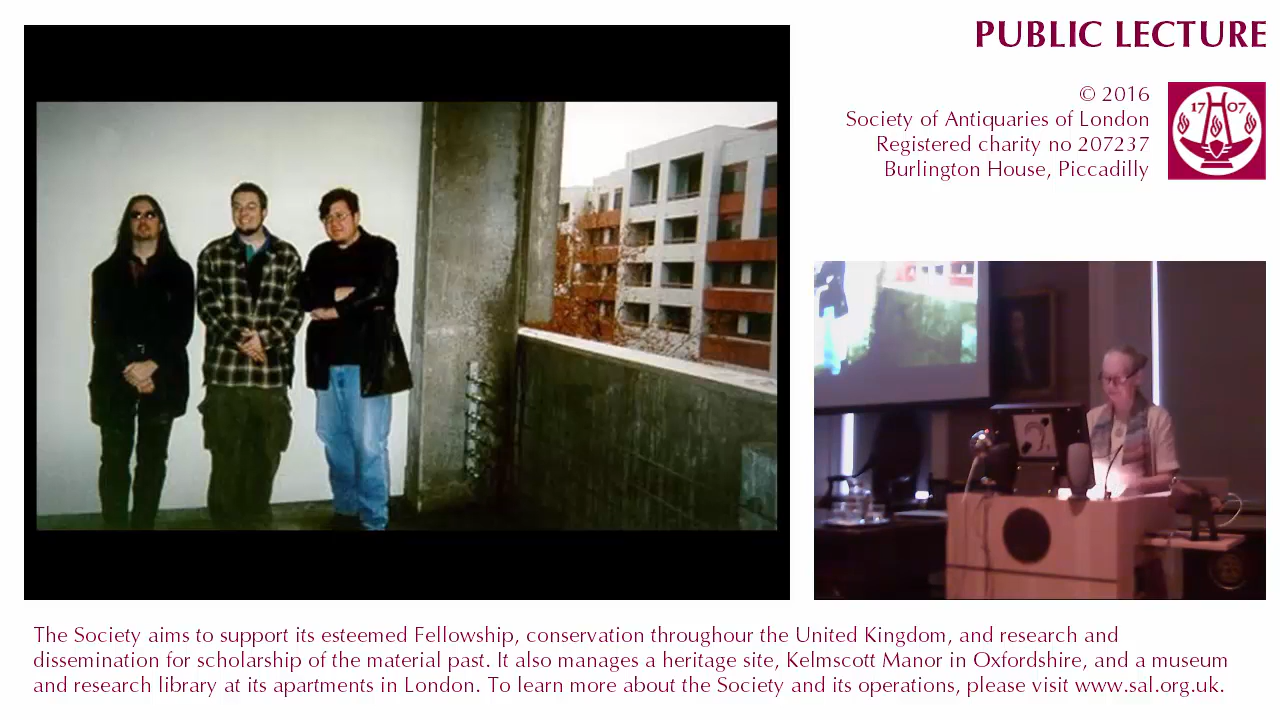 PUBLIC LECTURE
© 2016
Society of Antiquaries of London
Registered charity no 207237
Burlington House, Piccadilly
17 07
The Society aims to support its esteemed Fellowship, conservation throughour the United Kingdom, and research and
dissemination for scholarship of the material past. It also manages a heritage site, Kelmscott Manor in Oxfordshire, and a museum
and research library at its apartments in London. To learn more about the Society and its operations, please visit www.sal.org.uk.